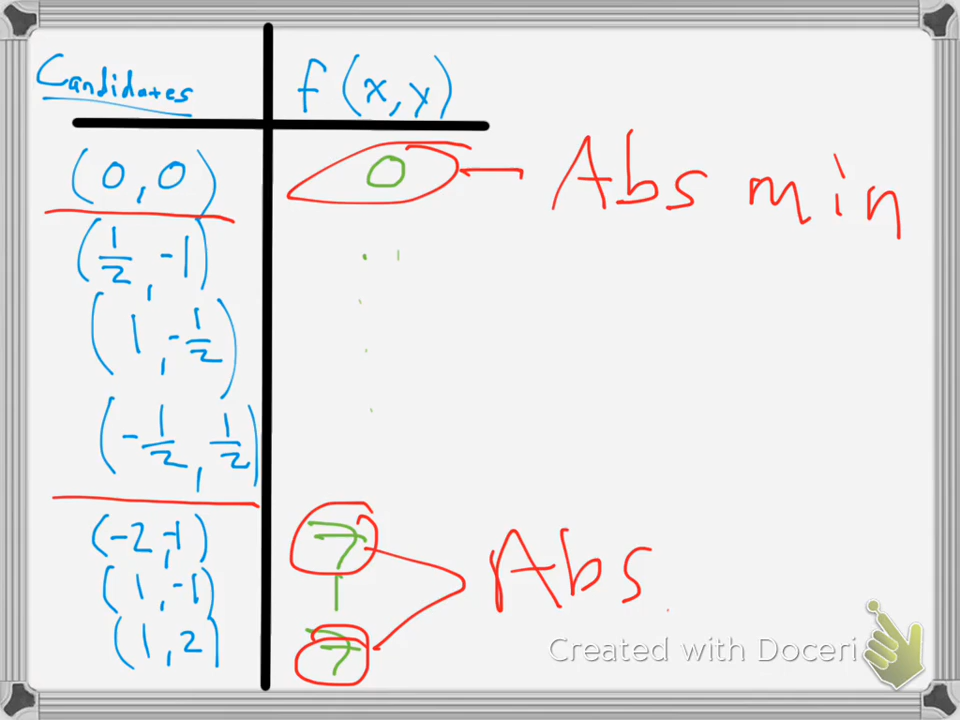 Candidates f(x,y)
(0,0) 0 ← Abs min
(1/2,-1)
(1,-1/2)
(-1/2,1/2)
(-2,-1) 7
(1,-1) 1 Abs
(1,2) 7
Created with Doceri